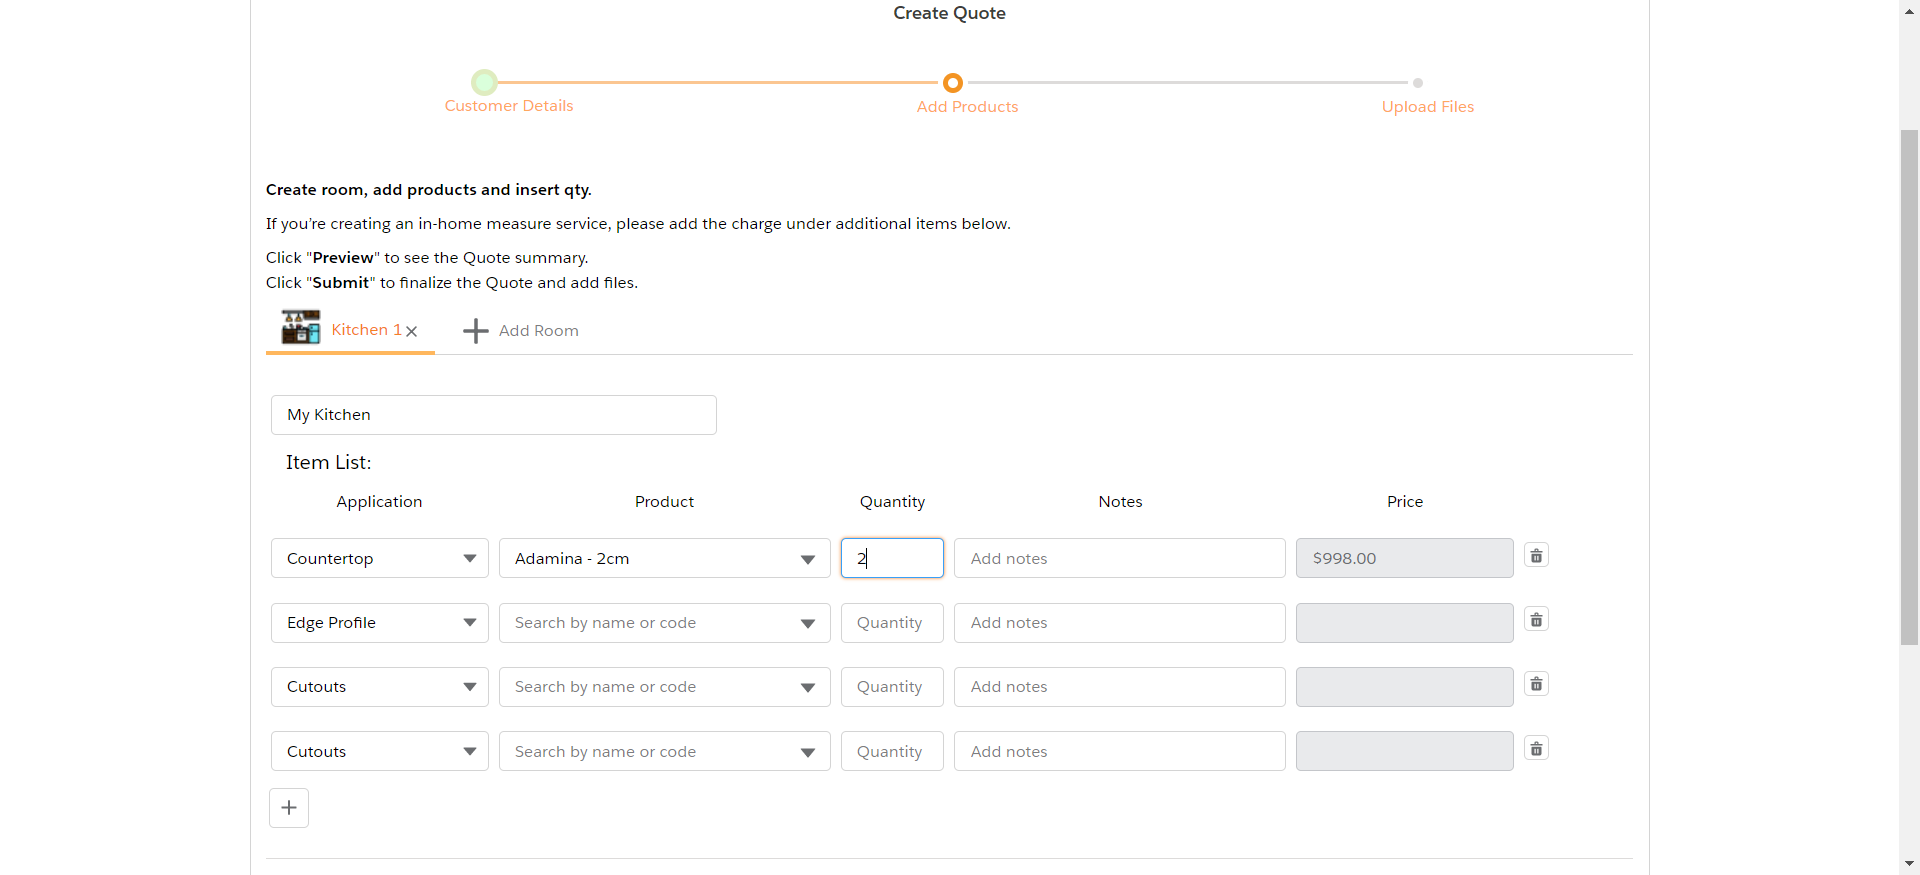 Create Quote
Customer Details
Add Products
Upload Files
Create room, add products and insert qty.
If you’re creating an in-home measure service, please add the charge under additional items below.
Click "Preview" to see the Quote summary.
Click "Submit" to finalize the Quote and add files.
Kitchen 1
Add Room
My Kitchen
Item List:
Application Product Quantity Notes Price
Countertop Adamina - 2cm 2 Add notes $998.00
Edge Profile Search by name or code Quantity Add notes
Cutouts Search by name or code Quantity Add notes
Cutouts Search by name or code Quantity Add notes